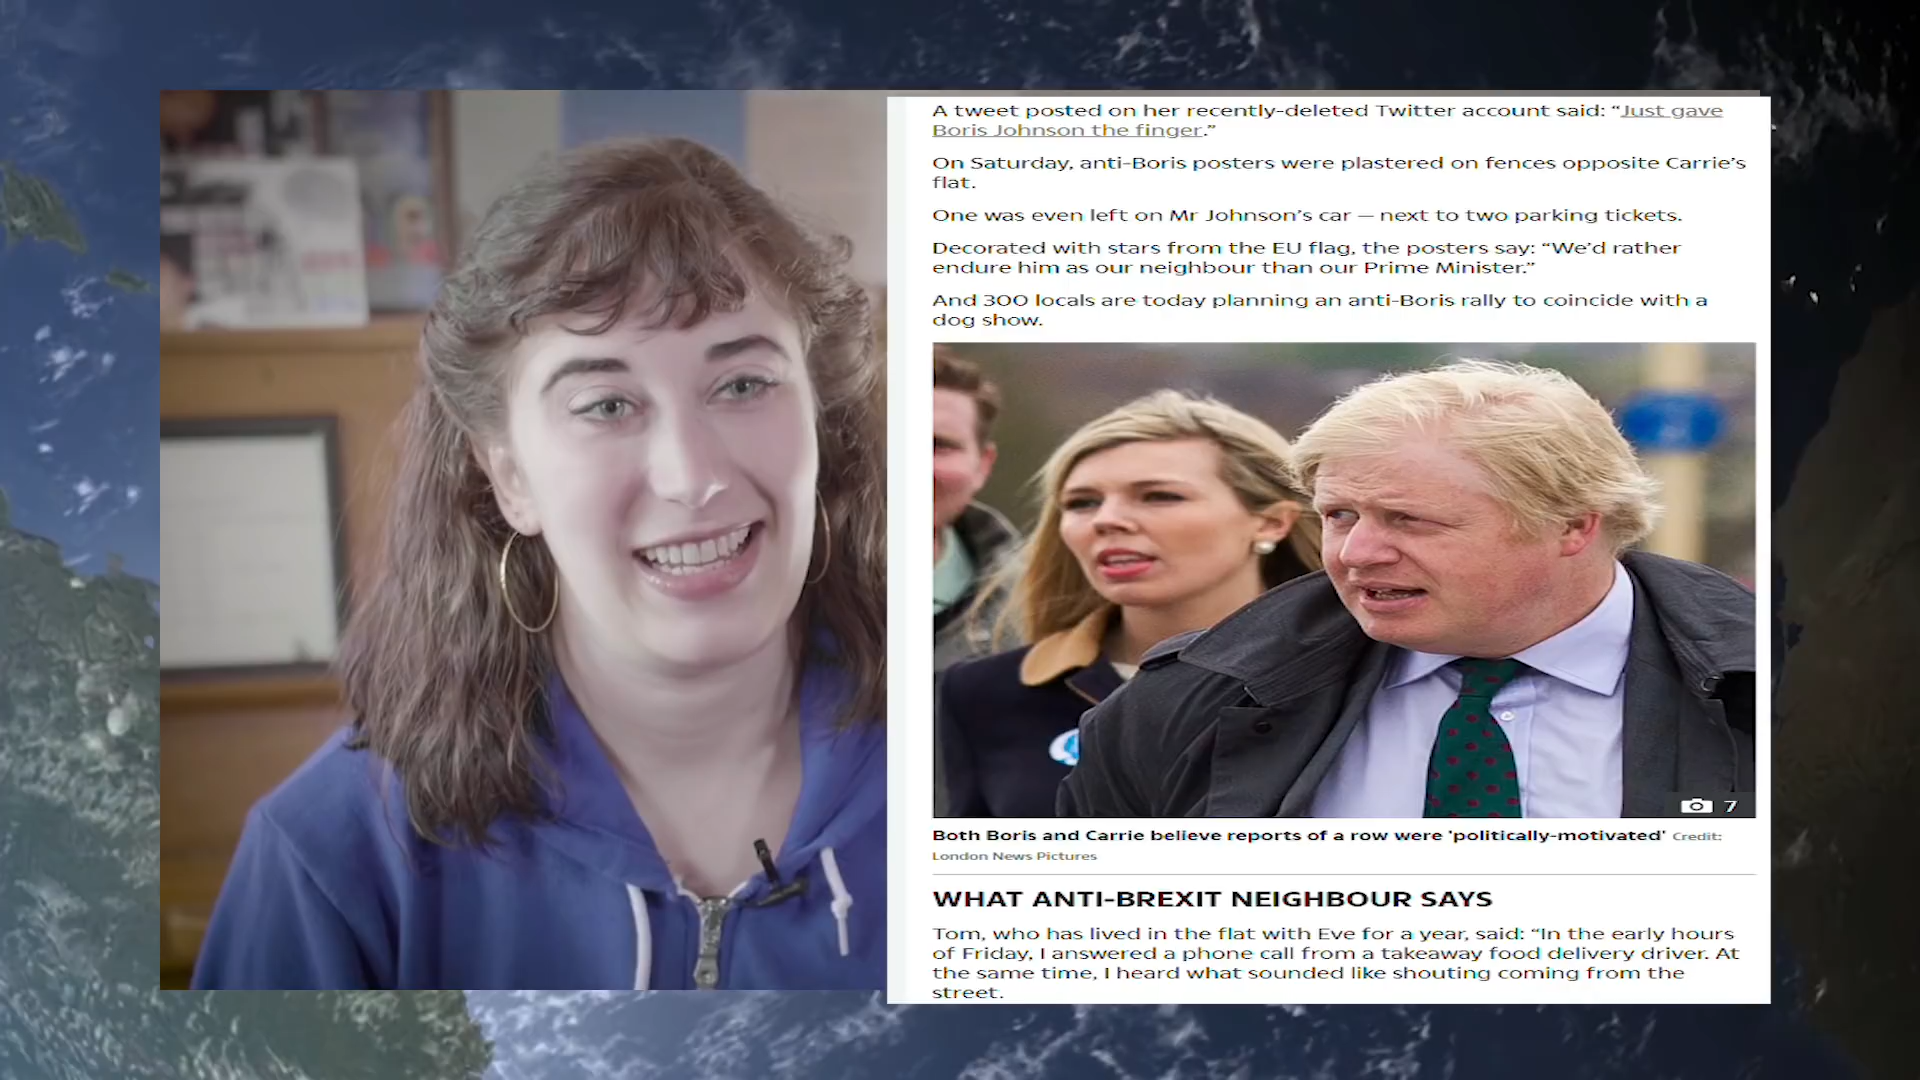 A tweet posted on her recently-deleted Twitter account said: “Just gave
Boris Johnson the finger.”
On Saturday, anti-Boris posters were plastered on fences opposite Carrie’s
flat.
One was even left on Mr Johnson’s car — next to two parking tickets.
Decorated with stars from the EU flag, the posters say: “We’d rather
endure him as our neighbour than our Prime Minister.”
And 300 locals are today planning an anti-Boris rally to coincide with a
dog show.
7
Both Boris and Carrie believe reports of a row were 'politically-motivated' Credit:
London News Pictures
WHAT ANTI-BREXIT NEIGHBOUR SAYS
Tom, who has lived in the flat with Eve for a year, said: “In the early hours
of Friday, I answered a phone call from a takeaway food delivery driver. At
the same time, I heard what sounded like shouting coming from the
street.